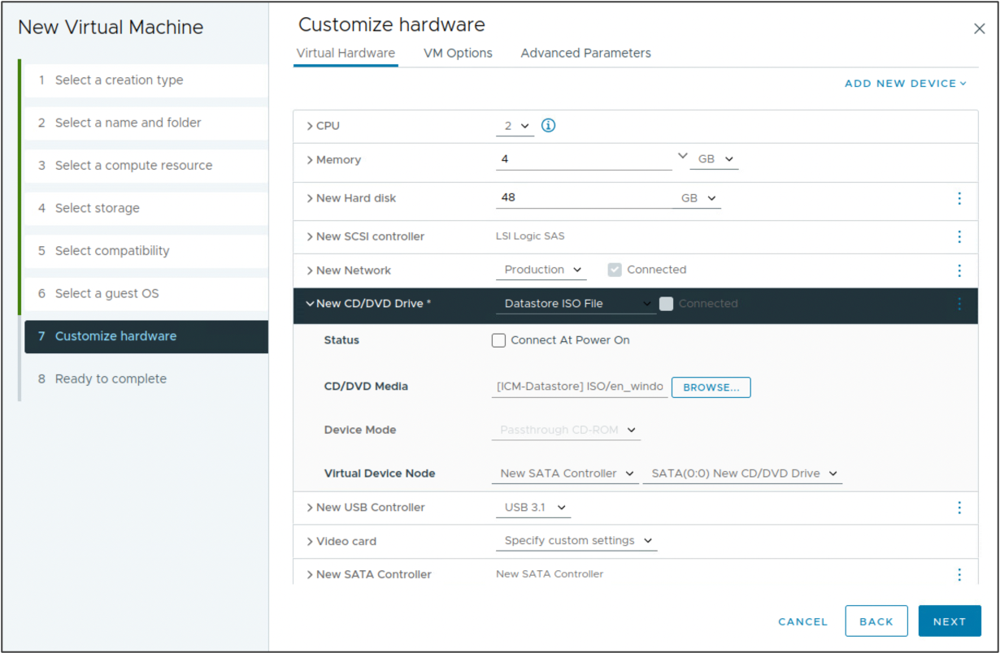 New Virtual Machine
1 Select a creation type
2 Select a name and folder
3 Select a compute resource
4 Select storage
5 Select compatibility
6 Select a guest OS
7 Customize hardware
8 Ready to complete
Customize hardware
Virtual Hardware VM Options Advanced Parameters
ADD NEW DEVICE
CPU 2
Memory 4 GB
New Hard disk 48 GB
New SCSI controller LSI Logic SAS
New Network Production Connected
New CD/DVD Drive * Datastore ISO File Connected
Status Connect At Power On
CD/DVD Media [ICM-Datastore] ISO/en_windo BROWSE...
Device Mode Passthrough CD-ROM
Virtual Device Node New SATA Controller SATA(0:0) New CD/DVD Drive
New USB Controller USB 3.1
Video card Specify custom settings
New SATA Controller New SATA Controller
CANCEL BACK NEXT